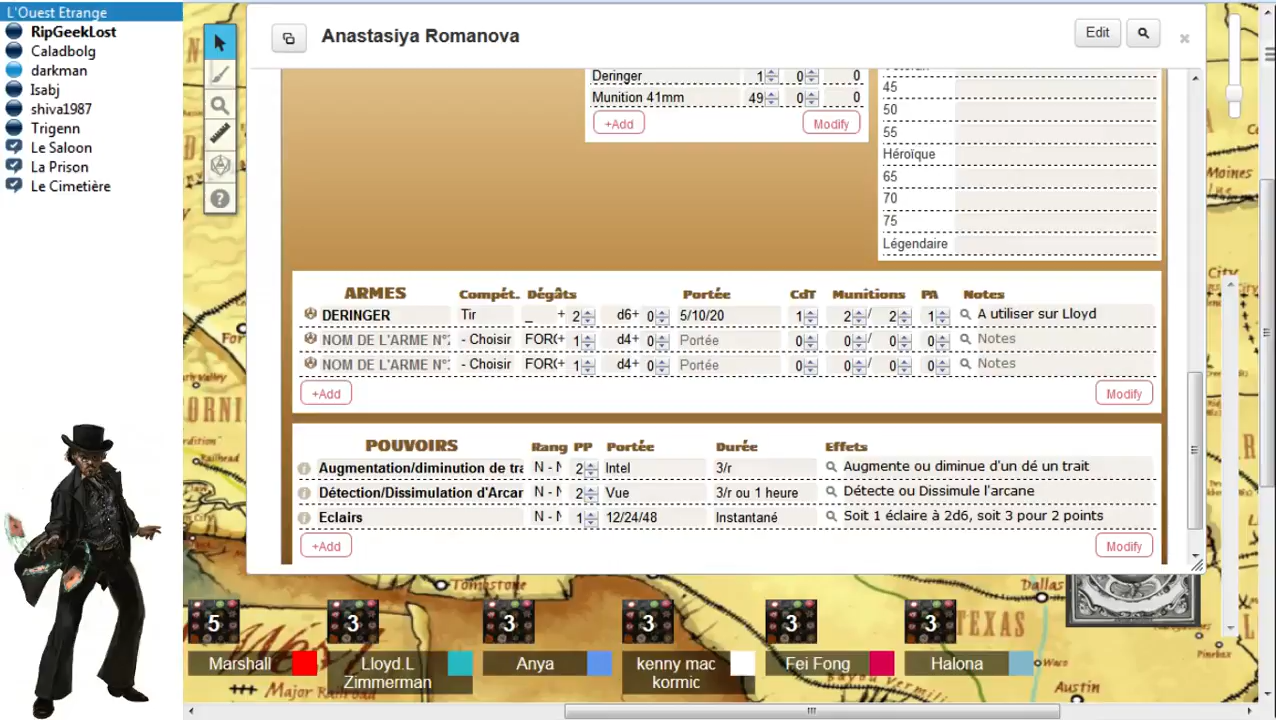 L'Ouest Etrange
RipGeekLost
Caladbolg
darkman
Isabj
shiva1987
Trigenn
Le Saloon
La Prison
Le Cimetière
Anastasiya Romanova
Edit
Deringer 1 0 0
Munition 41mm 49 0 0
+Add Modify
45
50
55
Héroïque
65
70
75
Légendaire
ARMES Compét. Dégâts Portée CdT Munitions PA Notes
DERINGER Tir _ + 2 d6+ 0 5/10/20 1 2 / 2 1 A utiliser sur Lloyd
NOM DE L'ARME N° - Choisir FOR(+ 1 d4+ 0 Portée 0 0 / 0 0 Notes
NOM DE L'ARME N° - Choisir FOR(+ 1 d4+ 0 Portée 0 0 / 0 0 Notes
+Add Modify
POUVOIRS Rang PP Portée Durée Effets
Augmentation/diminution de tra N - 2 Intel 3/r Augmente ou diminue d'un dé un trait
Détection/Dissimulation d'Arcar N - 2 Vue 3/r ou 1 heure Détecte ou Dissimule l'arcane
Eclairs N - 1 12/24/48 Instantané Soit 1 éclaire à 2d6, soit 3 pour 2 points
+Add Modify
Moines
City
Tombstone
Dallas
TEXAS
Waco
Austin
Major Railroad
5 3 3 3 3 3
Marshall
Lloyd.L Zimmerman
Anya
kenny mac kormic
Fei Fong
Halona